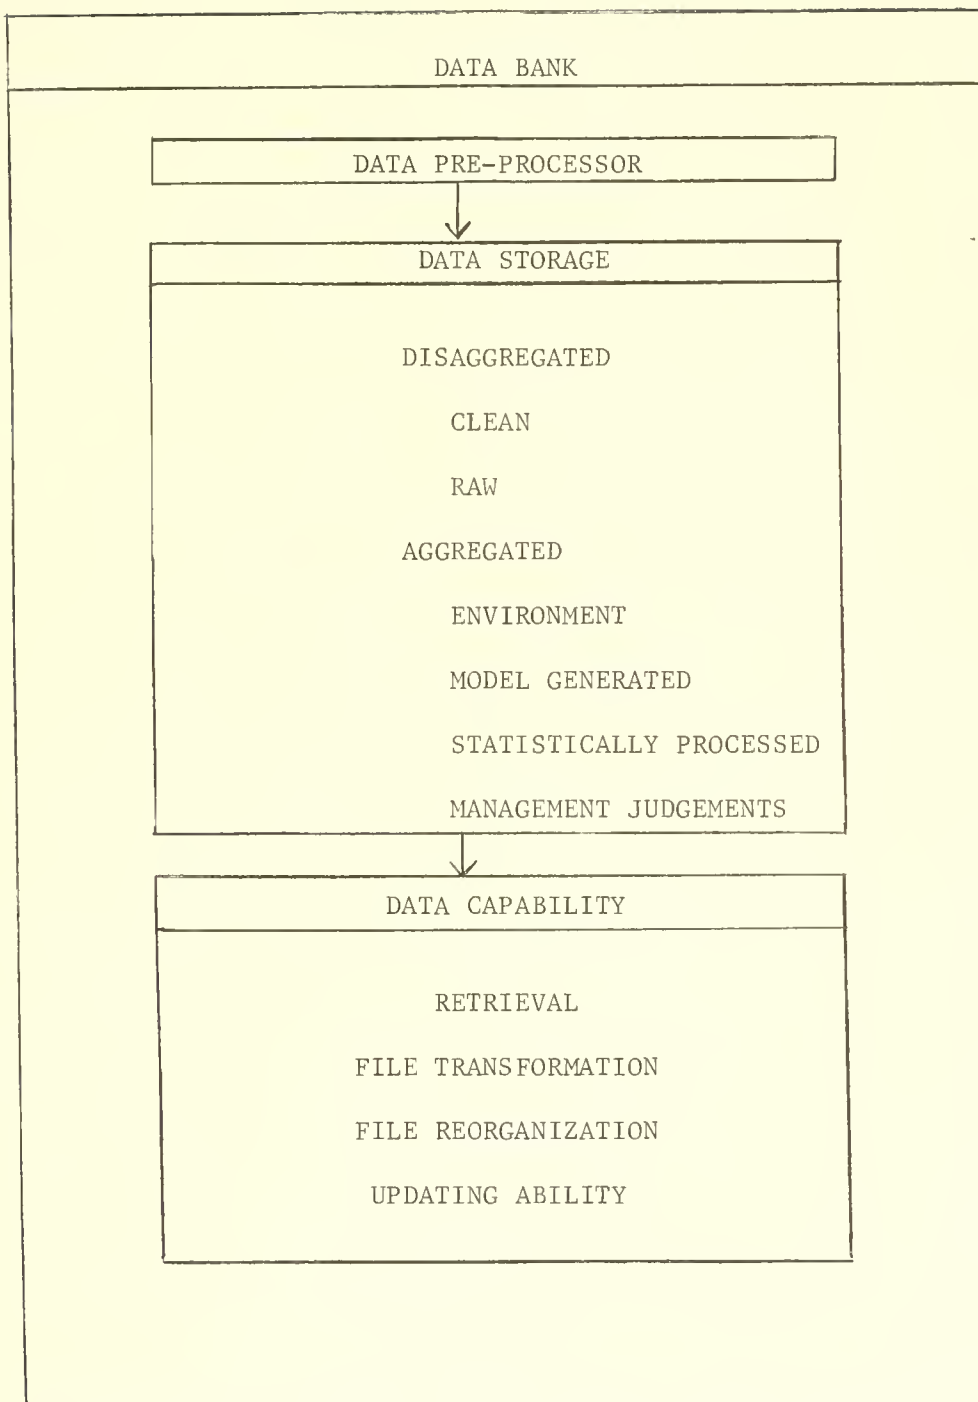 DATA BANK
DATA PRE-PROCESSOR
DATA STORAGE
DISAGGREGATED
CLEAN
RAW
AGGREGATED
ENVIRONMENT
MODEL GENERATED
STATISTICALLY PROCESSED
MANAGEMENT JUDGEMENTS
DATA CAPABILITY
RETRIEVAL
FILE TRANSFORMATION
FILE REORGANIZATION
UPDATING ABILITY